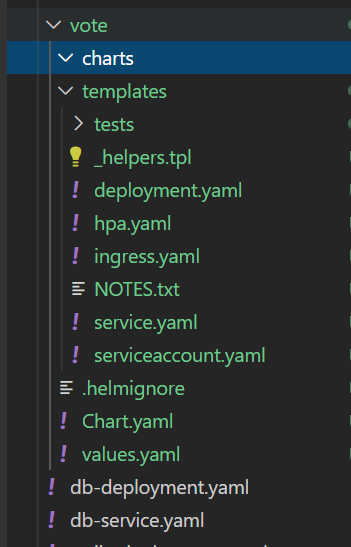 vote
charts
templates
tests
_helpers.tpl
deployment.yaml
hpa.yaml
ingress.yaml
NOTES.txt
service.yaml
serviceaccount.yaml
.helmignore
Chart.yaml
values.yaml
db-deployment.yaml
db-service.yaml